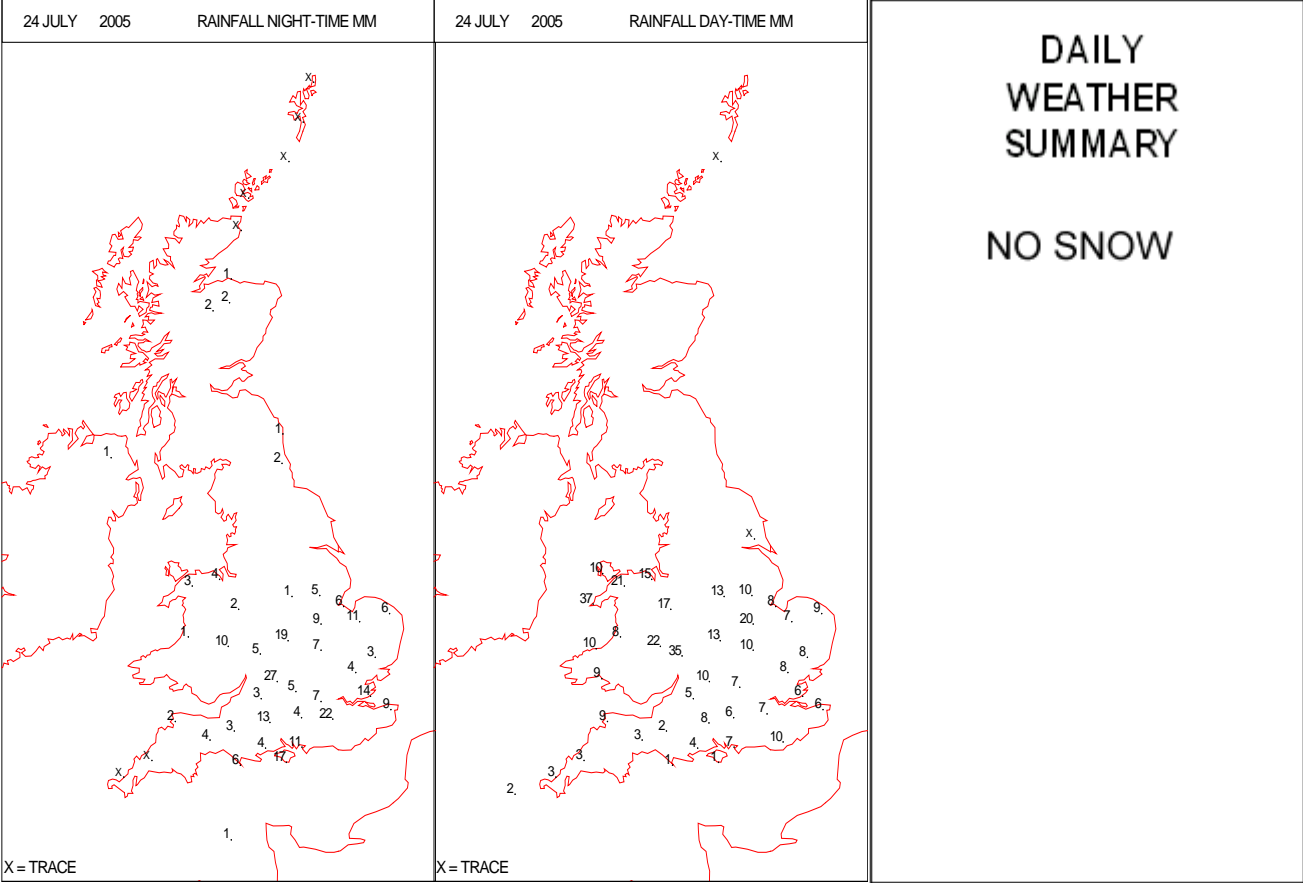 24 JULY 2005 RAINFALL NIGHT-TIME MM
X
X
X.
X.
X.
1.
2.
2.
1.
1.
2.
4.
3.
1. 5.
2. 6. 6.
9. 11.
1. 19.
10. 7.
5. 3.
4.
27.
5. 14.
3. 7. 9.
2. 13. 4. 22.
3.
4. 4. 11.
X. 6. 17.
X.
1.
X = TRACE
24 JULY 2005 RAINFALL DAY-TIME MM
X.
X.
10. 15.
21.
13. 10.
37. 17. 8. 9.
20. 7.
8. 13.
10. 22. 10. 8.
35.
8.
9. 10. 7.
5. 6.
6.
9. 8. 6. 7.
2.
3. 4. 7. 10.
3. 1. 1.
3.
2.
X = TRACE
DAILY
WEATHER
SUMMARY
NO SNOW